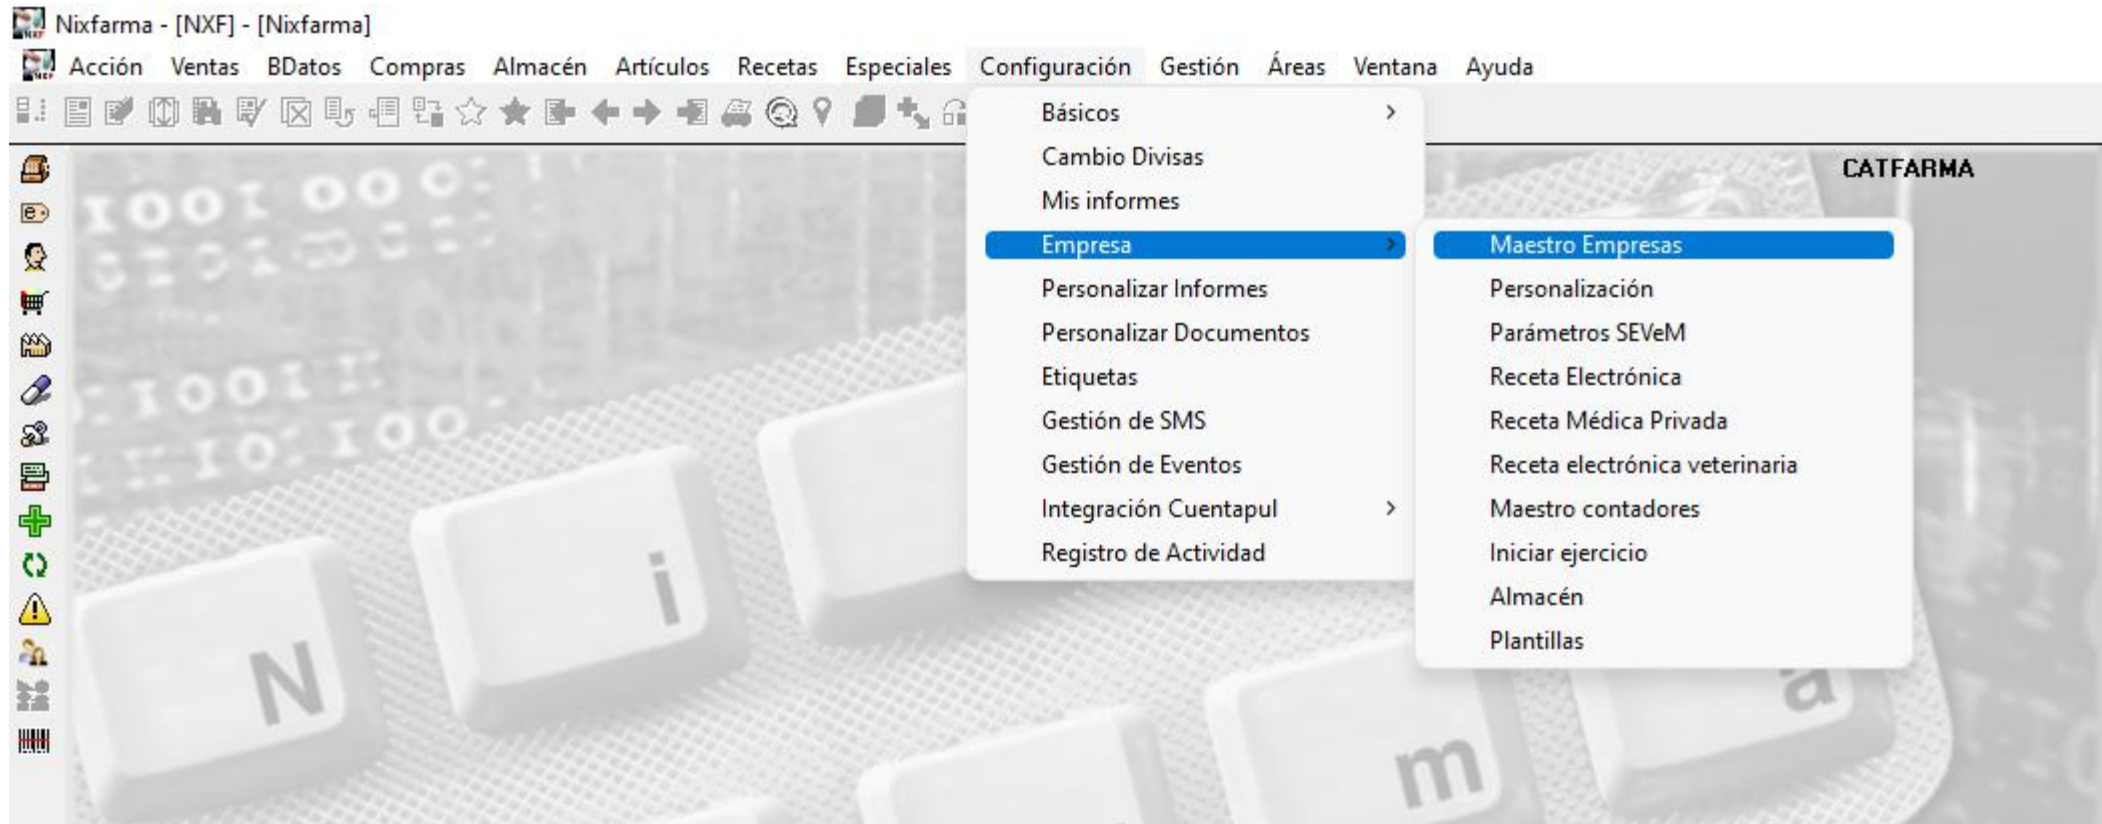 Nixfarma - [NXF] - [Nixfarma]
Acción Ventas BDatos Compras Almacén Artículos Recetas Especiales Configuración Gestión Áreas Ventana Ayuda
Básicos
Cambio Divisas
Mis informes
Empresa
Personalizar Informes
Personalizar Documentos
Etiquetas
Gestión de SMS
Gestión de Eventos
Integración Cuentapul
Registro de Actividad
CATFARMA
Maestro Empresas
Personalización
Parámetros SEVeM
Receta Electrónica
Receta Médica Privada
Receta electrónica veterinaria
Maestro contadores
Iniciar ejercicio
Almacén
Plantillas
N i
m a